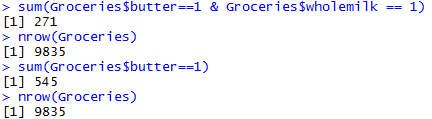 > sum(Groceries$butter==1 & Groceries$wholemilk == 1)
[1] 271
> nrow(Groceries)
[1] 9835
> sum(Groceries$butter==1)
[1] 545
> nrow(Groceries)
[1] 9835